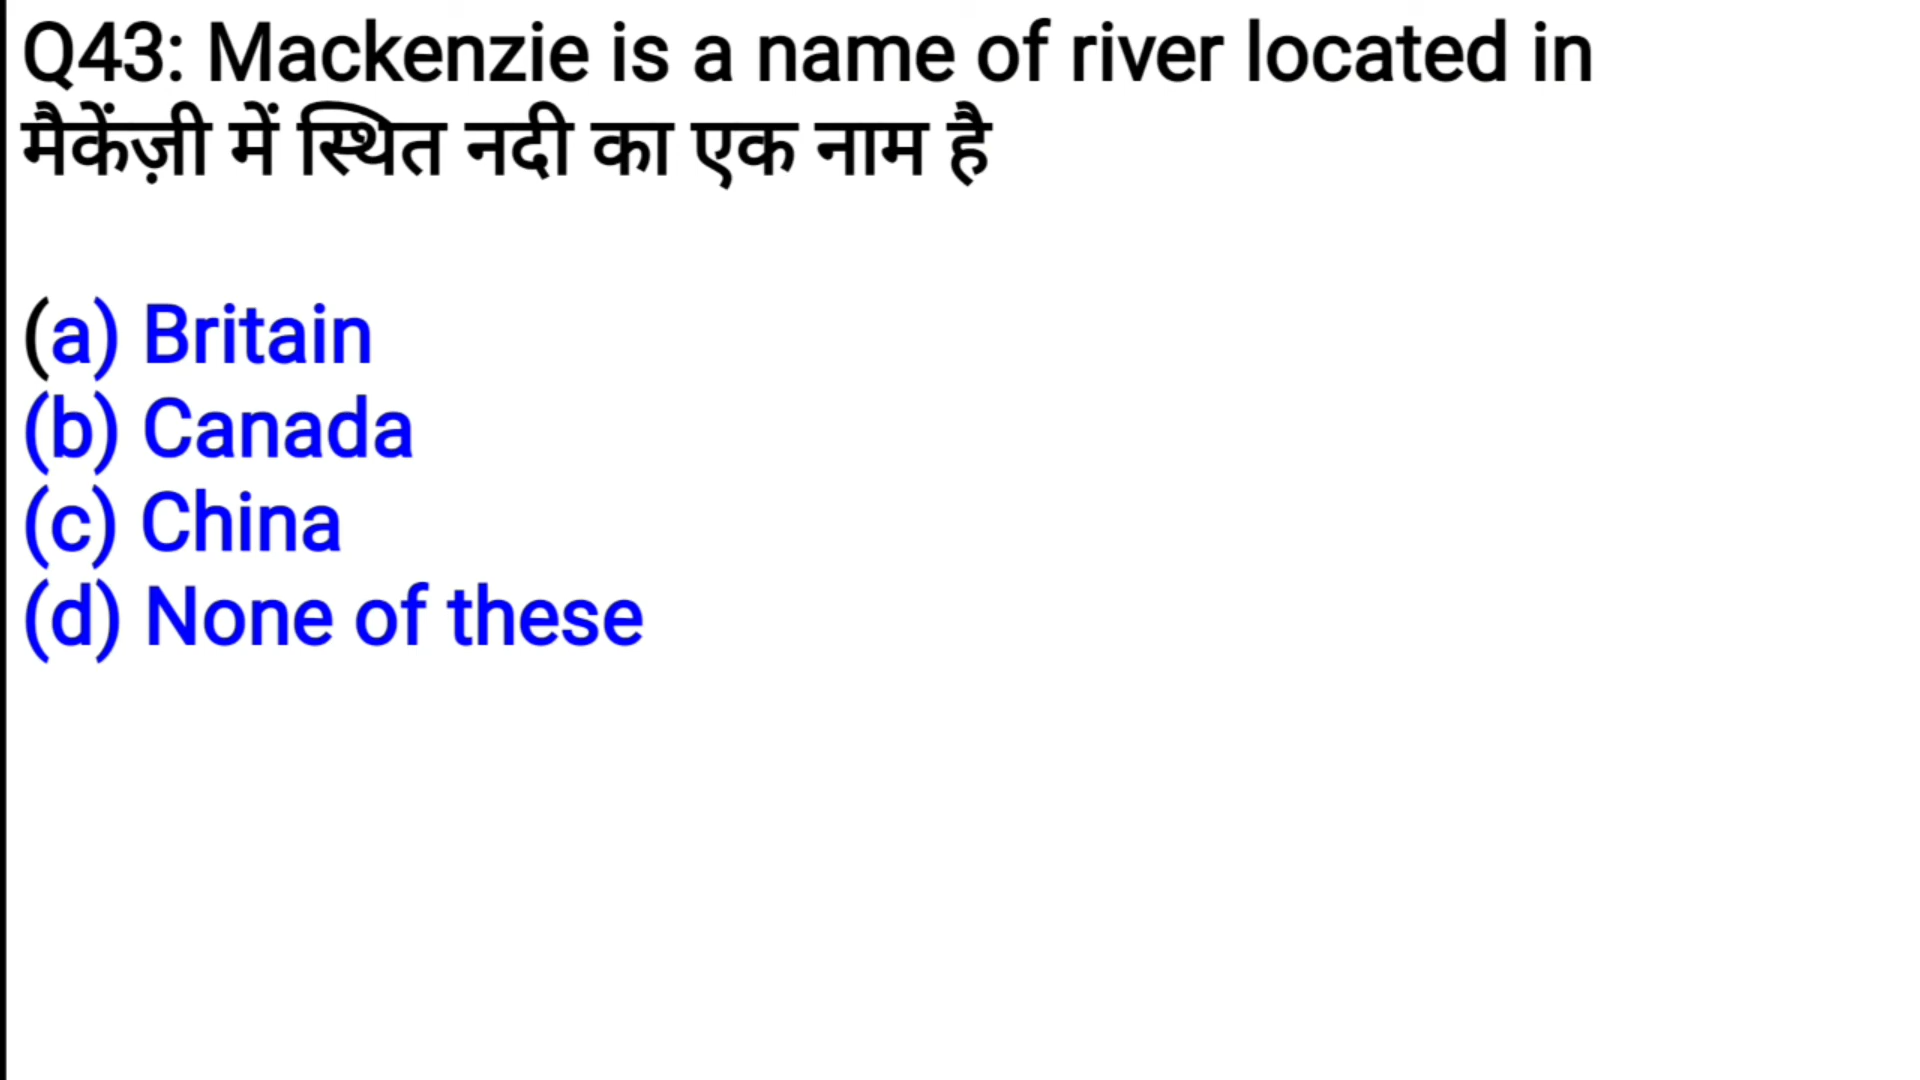 Q43: Mackenzie is a name of river located in
मैकेंज़ी में स्थित नदी का एक नाम है
(a) Britain
(b) Canada
(c) China
(d) None of these